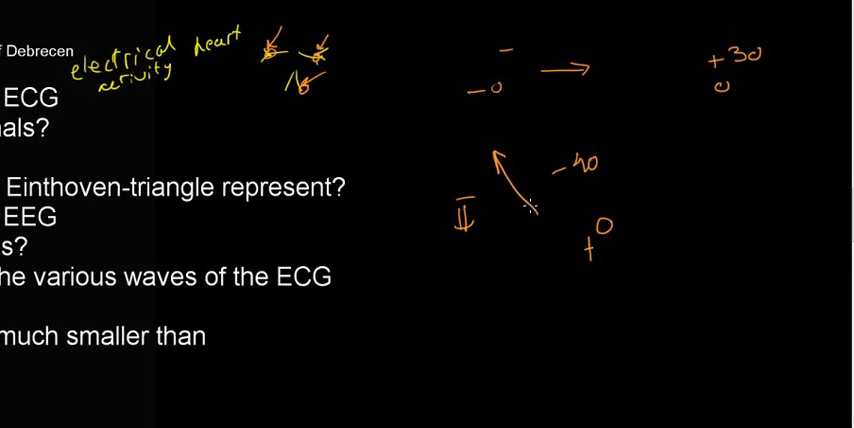 f Debrecen
electrical heart
activity
ECG
als?
Einthoven-triangle represent?
EEG
s?
he various waves of the ECG
much smaller than
-
- 0
+30
0
-40
II
0
+